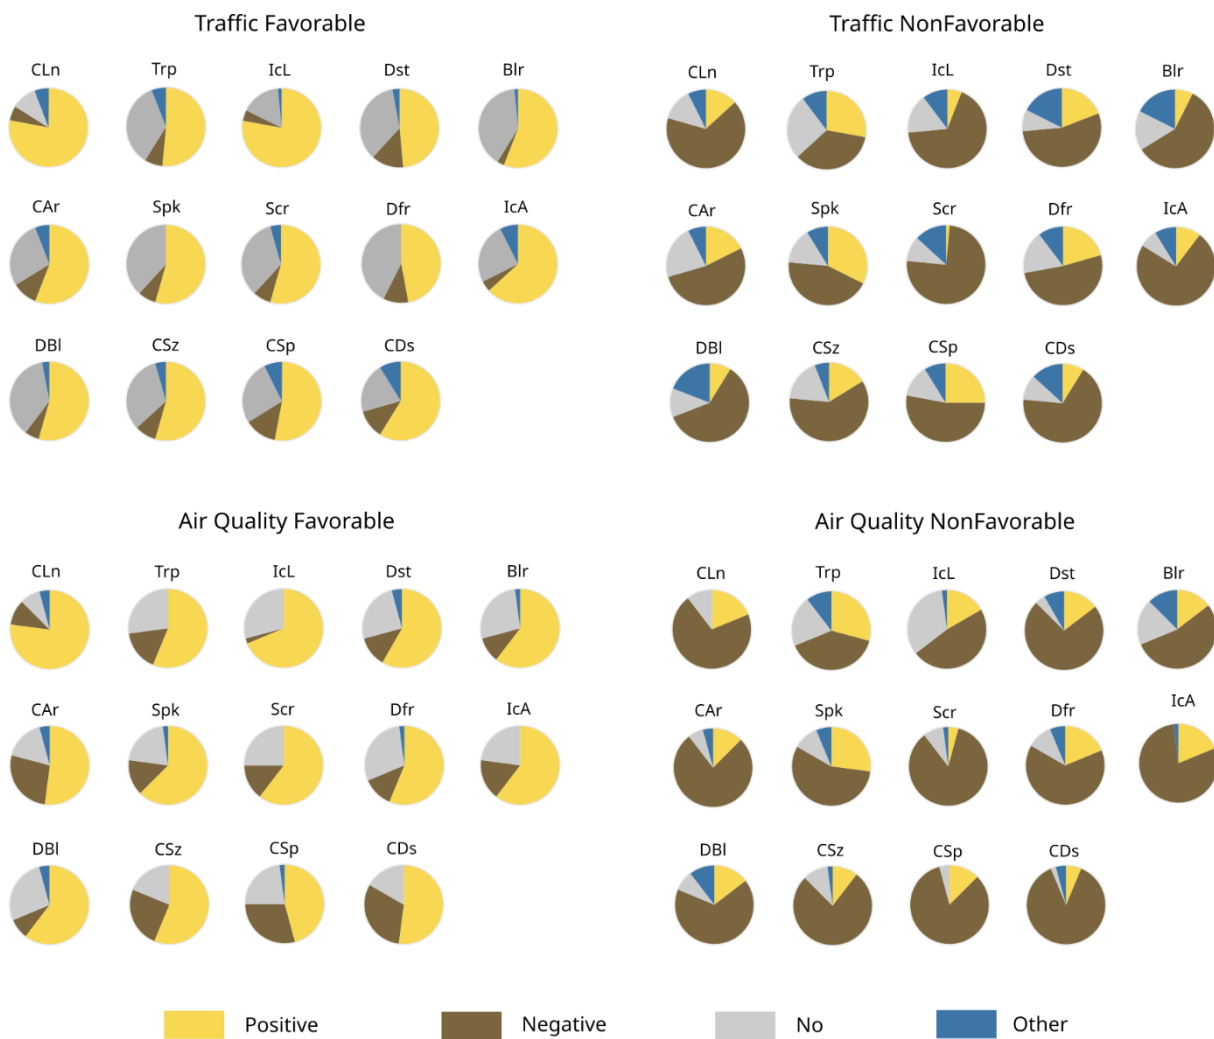 Traffic Favorable
CLn Trp IcL Dst Blr
CAr Spk Scr Dfr IcA
DBl CSz CSp CDs
Traffic NonFavorable
CLn Trp IcL Dst Blr
CAr Spk Scr Dfr IcA
DBl CSz CSp CDs
Air Quality Favorable
CLn Trp IcL Dst Blr
CAr Spk Scr Dfr IcA
DBl CSz CSp CDs
Air Quality NonFavorable
CLn Trp IcL Dst Blr
CAr Spk Scr Dfr IcA
DBl CSz CSp CDs
Positive Negative No Other